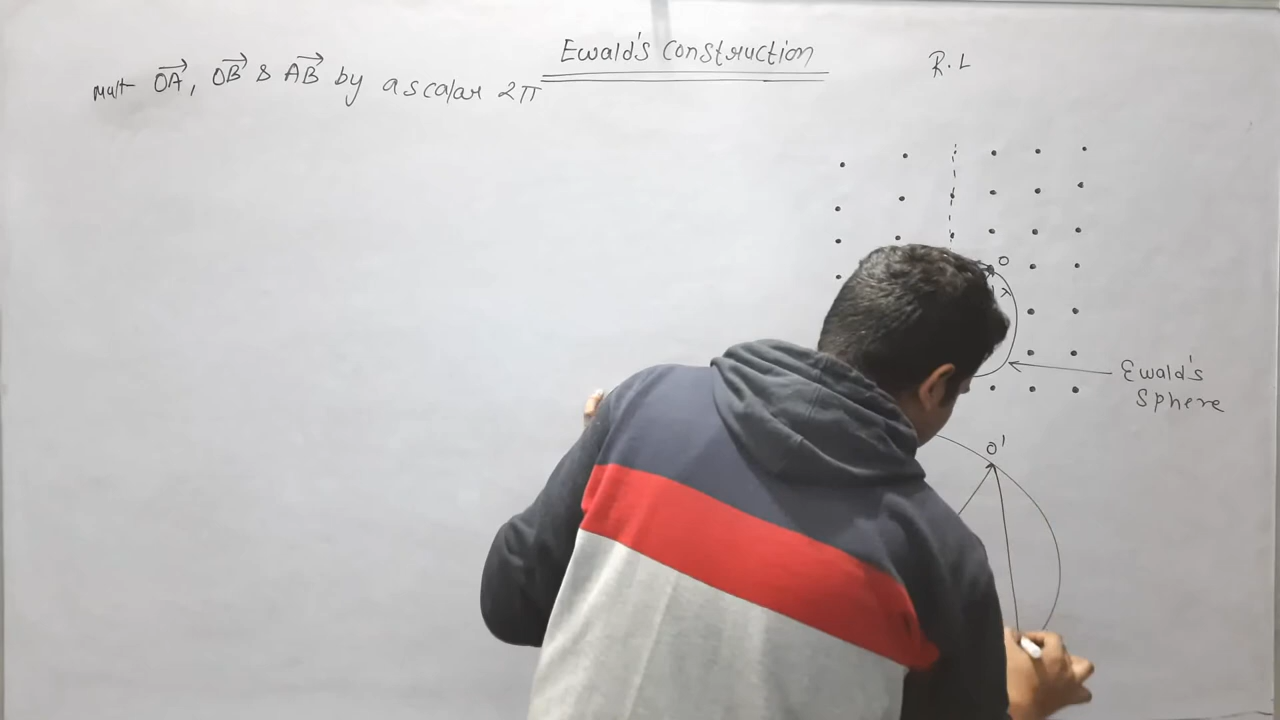 Ewald's Construction
mult OA, OB & AB by a scalar 2π
R.L
O
λ
Ewald's
Sphere
O'